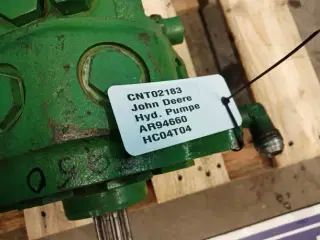 CNT02183
John Deere
Hyd. Pumpe
AR94660
HC04T04